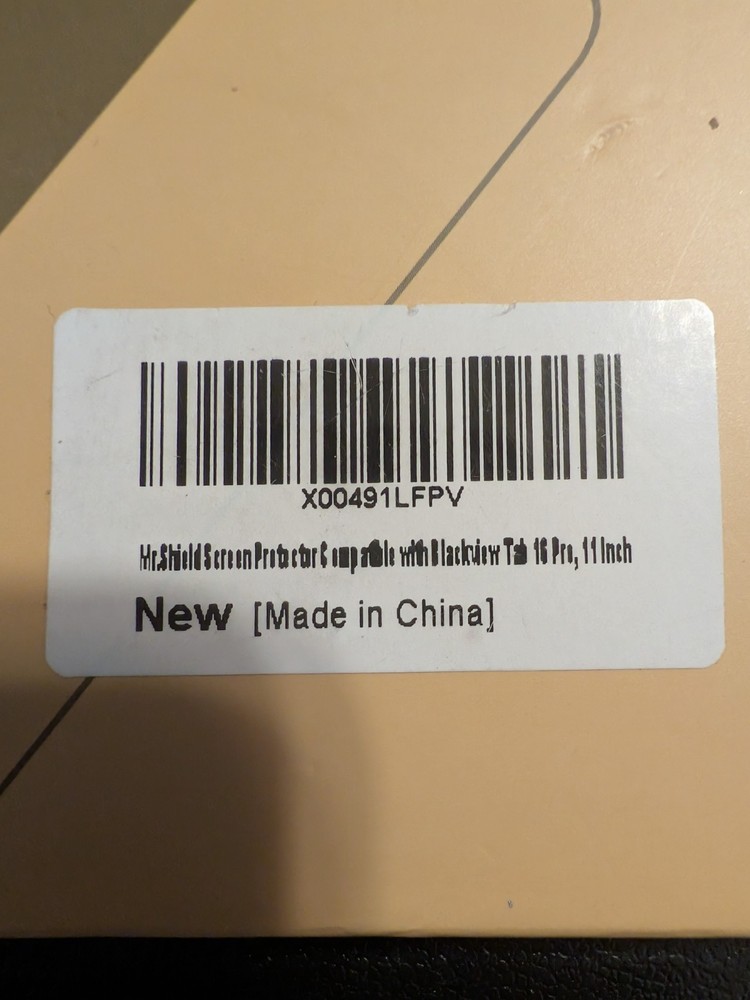 X00491LFPV
Mr.Shield Screen Protector Compatible with Blackview Tab 16 Pro, 11 Inch
New [Made in China]